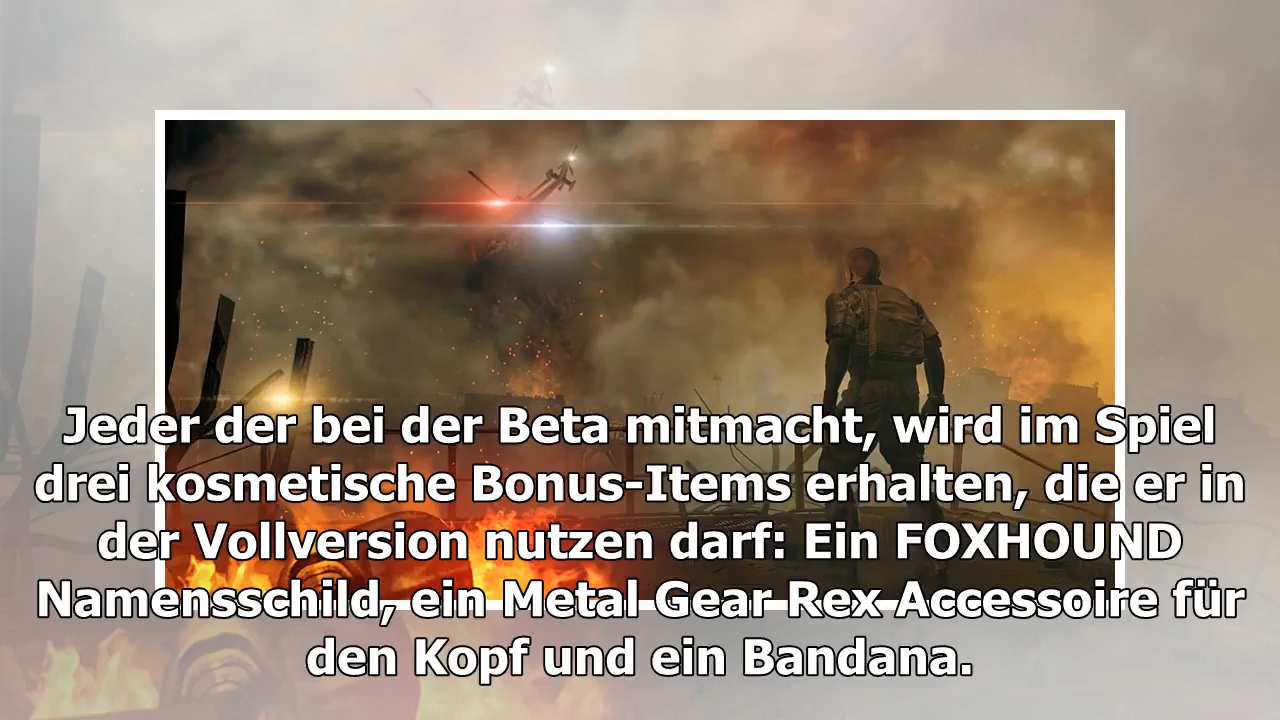 Jeder der bei der Beta mitmacht, wird im Spiel
drei kosmetische Bonus-Items erhalten, die er in
der Vollversion nutzen darf: Ein FOXHOUND
Namensschild, ein Metal Gear Rex Accessoire für
den Kopf und ein Bandana.